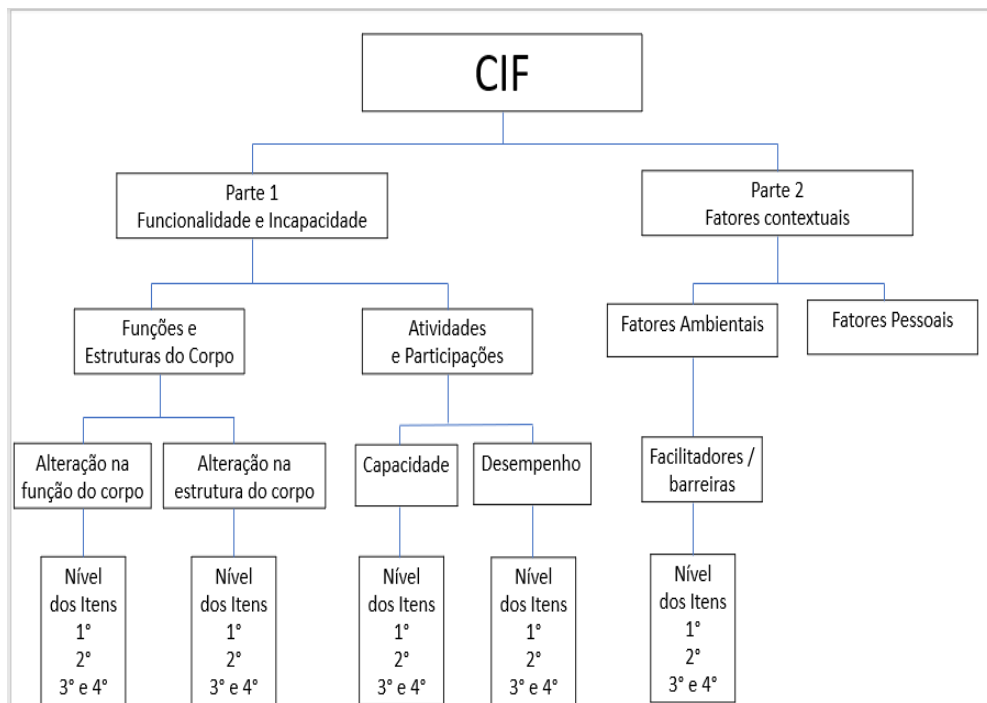 CIF
Parte 1
Funcionalidade e Incapacidade
Parte 2
Fatores contextuais
Funções e
Estruturas do Corpo
Atividades
e Participações
Fatores Ambientais
Fatores Pessoais
Alteração na
função do corpo
Alteração na
estrutura do corpo
Capacidade
Desempenho
Facilitadores /
barreiras
Nível
dos Itens
1°
2°
3° e 4°
Nível
dos Itens
1°
2°
3° e 4°
Nível
dos Itens
1°
2°
3° e 4°
Nível
dos Itens
1°
2°
3° e 4°
Nível
dos Itens
1°
2°
3° e 4°